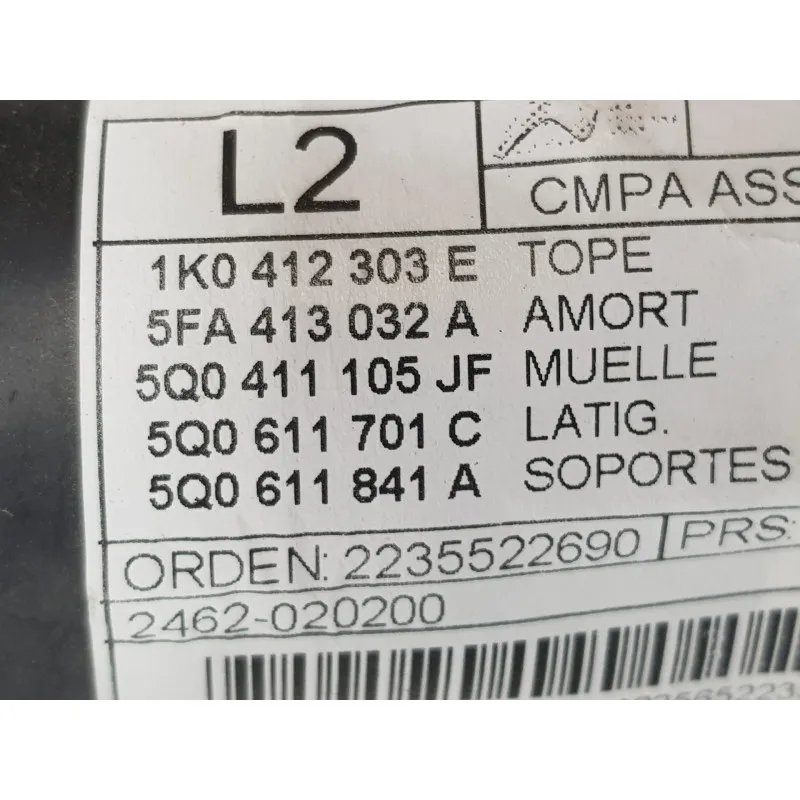 L2
CMPA ASS
1K0 412 303 E TOPE
5FA 413 032 A AMORT
5Q0 411 105 JF MUELLE
5Q0 611 701 C LATIG.
5Q0 611 841 A SOPORTES
ORDEN: 2235522690 PRS:
2462-020200